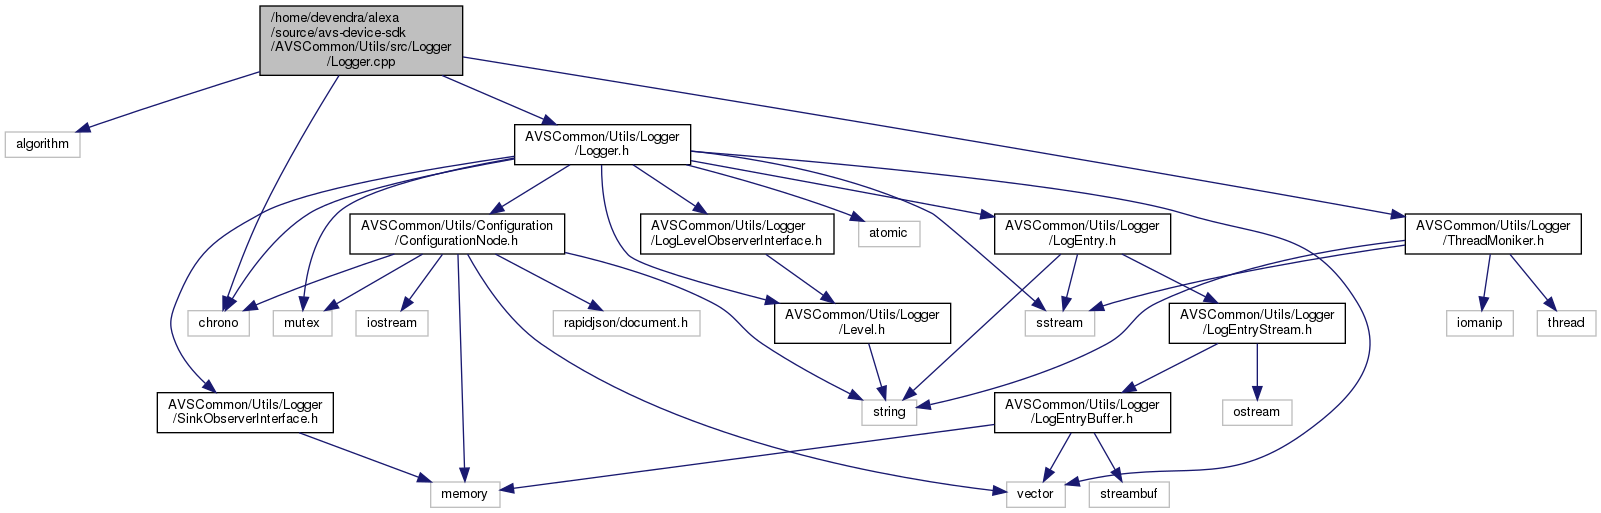 /home/devendra/alexa
/source/avs-device-sdk
/AVSCommon/Utils/src/Logger
/Logger.cpp
algorithm
AVSCommon/Utils/Logger
/Logger.h
AVSCommon/Utils/Configuration
/ConfigurationNode.h
AVSCommon/Utils/Logger
/LogLevelObserverInterface.h
atomic
AVSCommon/Utils/Logger
/LogEntry.h
AVSCommon/Utils/Logger
/ThreadMoniker.h
chrono
mutex
iostream
rapidjson/document.h
AVSCommon/Utils/Logger
/Level.h
sstream
AVSCommon/Utils/Logger
/LogEntryStream.h
iomanip
thread
AVSCommon/Utils/Logger
/SinkObserverInterface.h
string
AVSCommon/Utils/Logger
/LogEntryBuffer.h
ostream
memory
vector
streambuf